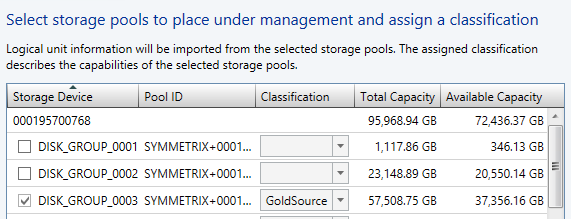 Select storage pools to place under management and assign a classification
Logical unit information will be imported from the selected storage pools. The assigned classification
describes the capabilities of the selected storage pools.
Storage Device Pool ID Classification Total Capacity Available Capacity
000195700768 95,968.94 GB 72,436.37 GB
DISK_GROUP_0001 SYMMETRIX+0001... 1,117.86 GB 346.13 GB
DISK_GROUP_0002 SYMMETRIX+0001... 23,148.89 GB 20,550.14 GB
DISK_GROUP_0003 SYMMETRIX+0001... GoldSource 57,508.75 GB 37,356.16 GB